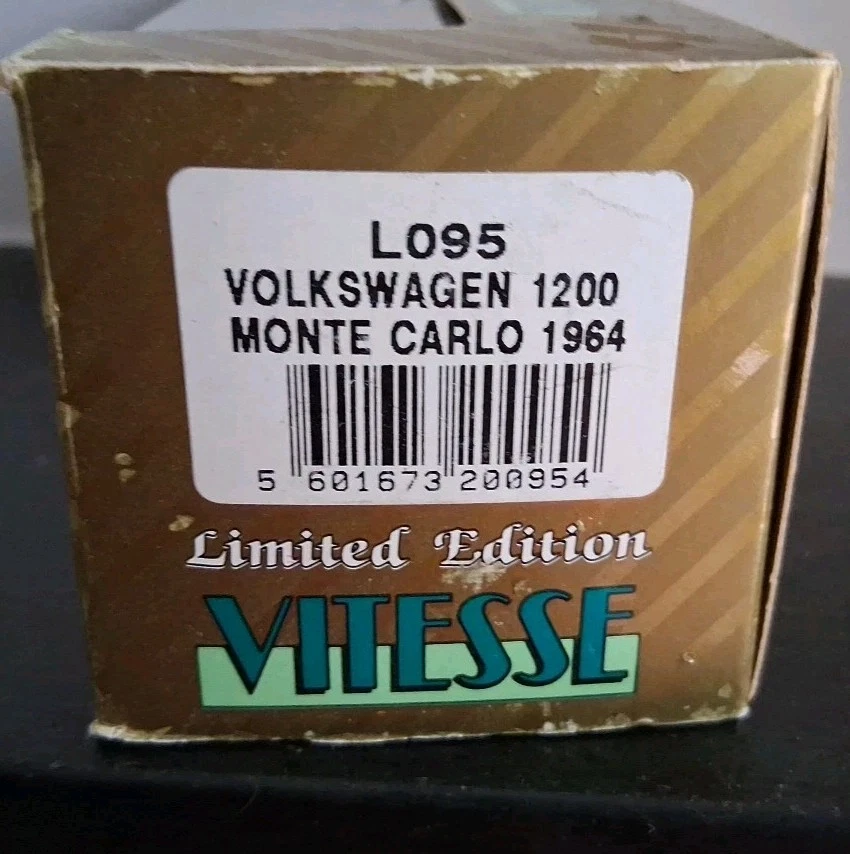 L095
VOLKSWAGEN 1200
MONTE CARLO 1964
5 601673 200954
Limited Edition
VITESSE